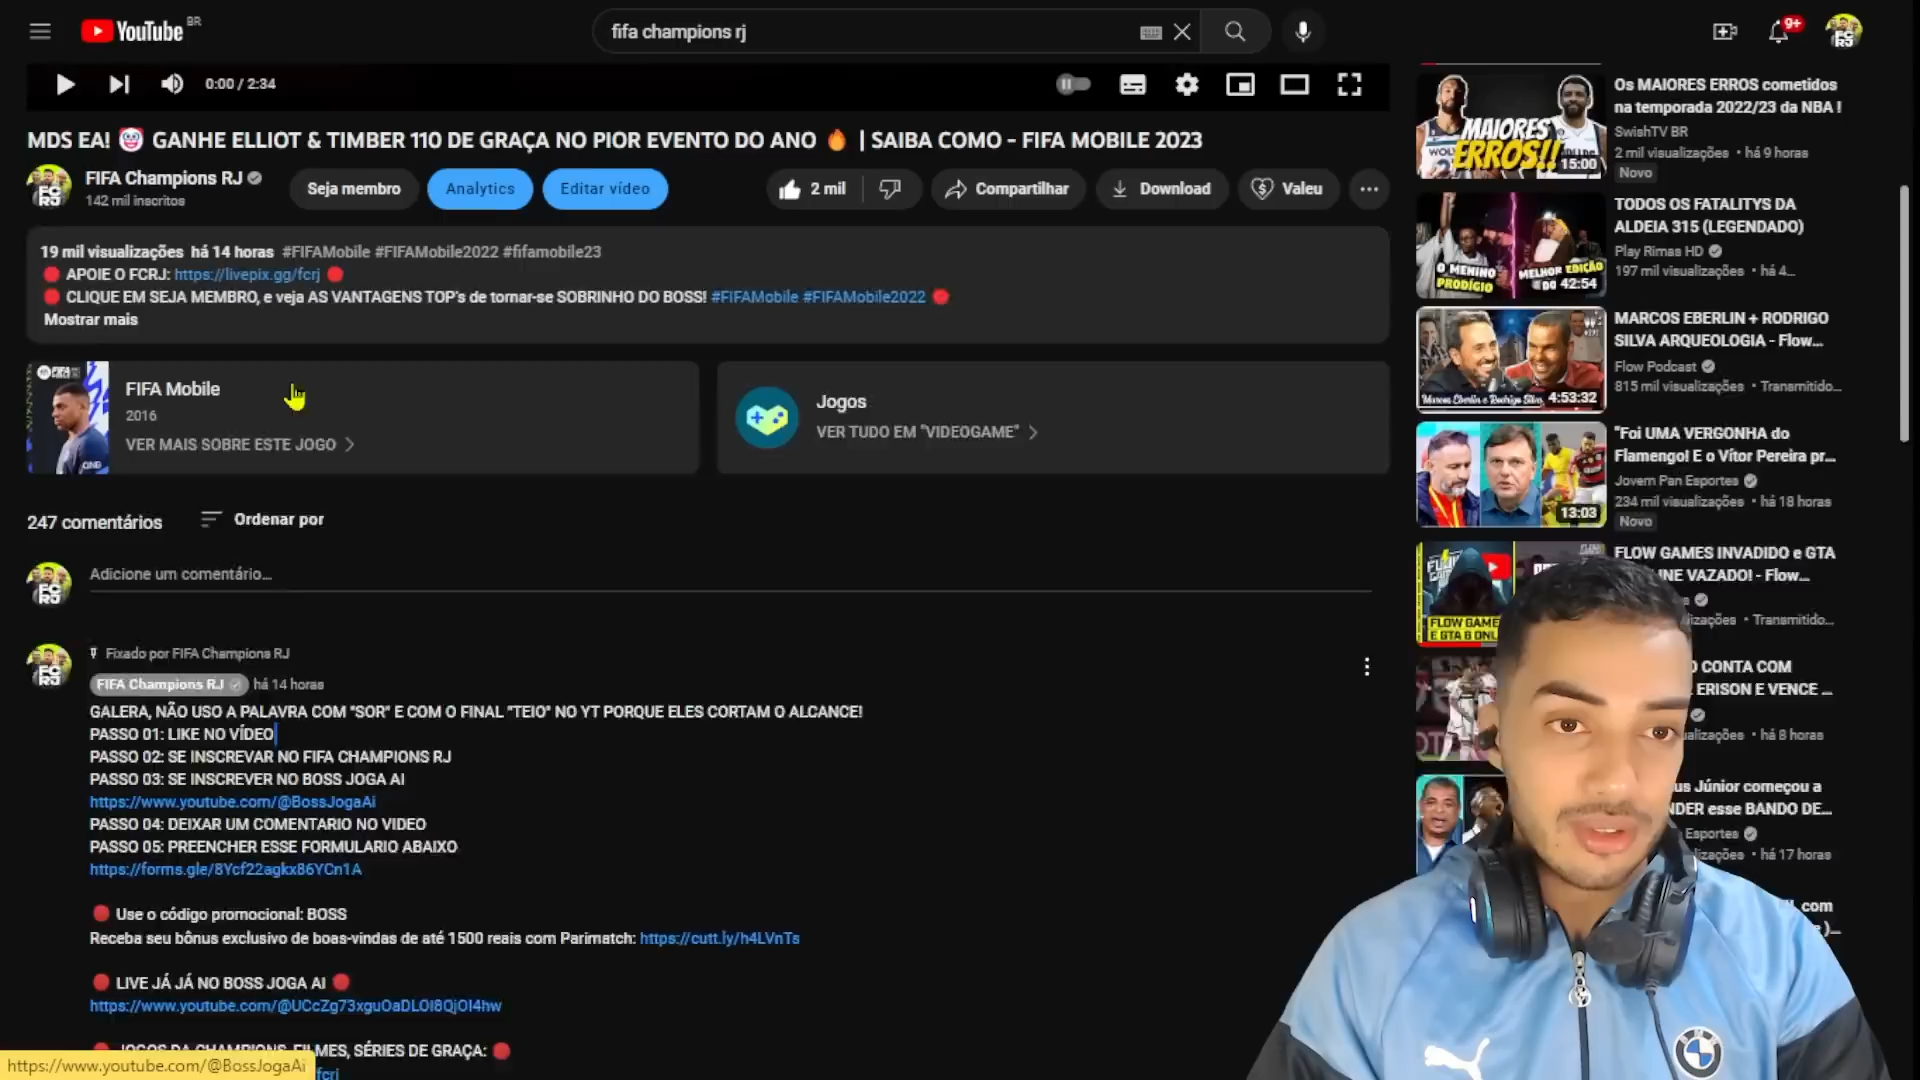 YouTube BR
fifa champions rj
9+
0:00 / 2:34
MDS EA! 🤡 GANHE ELLIOT & TIMBER 110 DE GRAÇA NO PIOR EVENTO DO ANO 🔥 | SAIBA COMO - FIFA MOBILE 2023
FIFA Champions RJ
142 mil inscritos
Seja membro
Analytics
Editar vídeo
2 mil
Compartilhar
Download
Valeu
19 mil visualizações há 14 horas #FIFAMobile #FIFAMobile2022 #fifamobile23
🔴 APOIE O FCRJ: https://livepix.gg/fcrj 🔴
🔴 CLIQUE EM SEJA MEMBRO, e veja AS VANTAGENS TOP's de tornar-se SOBRINHO DO BOSS! #FIFAMobile #FIFAMobile2022 🔴
Mostrar mais
FIFA Mobile
2016
VER MAIS SOBRE ESTE JOGO
Jogos
VER TUDO EM "VIDEOGAME"
247 comentários
Ordenar por
Adicione um comentário...
Fixado por FIFA Champions RJ
FIFA Champions RJ há 14 horas
GALERA, NÃO USO A PALAVRA COM "SOR" E COM O FINAL "TEIO" NO YT PORQUE ELES CORTAM O ALCANCE!
PASSO 01: LIKE NO VÍDEO
PASSO 02: SE INSCREVAR NO FIFA CHAMPIONS RJ
PASSO 03: SE INSCREVER NO BOSS JOGA AI
https://www.youtube.com/@BossJogaAi
PASSO 04: DEIXAR UM COMENTARIO NO VIDEO
PASSO 05: PREENCHER ESSE FORMULARIO ABAIXO
https://forms.gle/8Ycf22agkx86YCn1A
🔴 Use o código promocional: BOSS
Receba seu bônus exclusivo de boas-vindas de até 1500 reais com Parimatch: https://cutt.ly/h4LVnTs
🔴 LIVE JÁ JÁ NO BOSS JOGA AI 🔴
https://www.youtube.com/@UCcZg73xguOaDLOI8QjOI4hw
🔴 JOGOS DA CHAMPIONS, FILMES, SÉRIES DE GRAÇA: 🔴
fcrj
https://www.youtube.com/@BossJogaAi
MAIORES
ERROS!!
15:00
Os MAIORES ERROS cometidos
na temporada 2022/23 da NBA !
SwishTV BR
2 mil visualizações • há 9 horas
Novo
O MENINO
PRODÍGIO
MELHOR EDIÇÃO
DO
42:54
TODOS OS FATALITYS DA
ALDEIA 315 (LEGENDADO)
Play Rimas HD
197 mil visualizações • há 4...
Marcos Eberlin e Rodrigo Silva
4:53:32
MARCOS EBERLIN + RODRIGO
SILVA ARQUEOLOGIA - Flow...
Flow Podcast
815 mil visualizações • Transmitido...
13:03
"Foi UMA VERGONHA do
Flamengo! E o Vítor Pereira pr...
Jovem Pan Esportes
234 mil visualizações • há 18 horas
Novo
FLOW GAMES
E GTA 6 ONL
FLOW GAMES INVADIDO e GTA
INE VAZADO! - Flow...
izações • Transmitido...
O CONTA COM
ERISON E VENCE ...
alizações • há 8 horas
us Júnior começou a
NDER esse BANDO DE...
Esportes
izações • há 17 horas
com
BMW